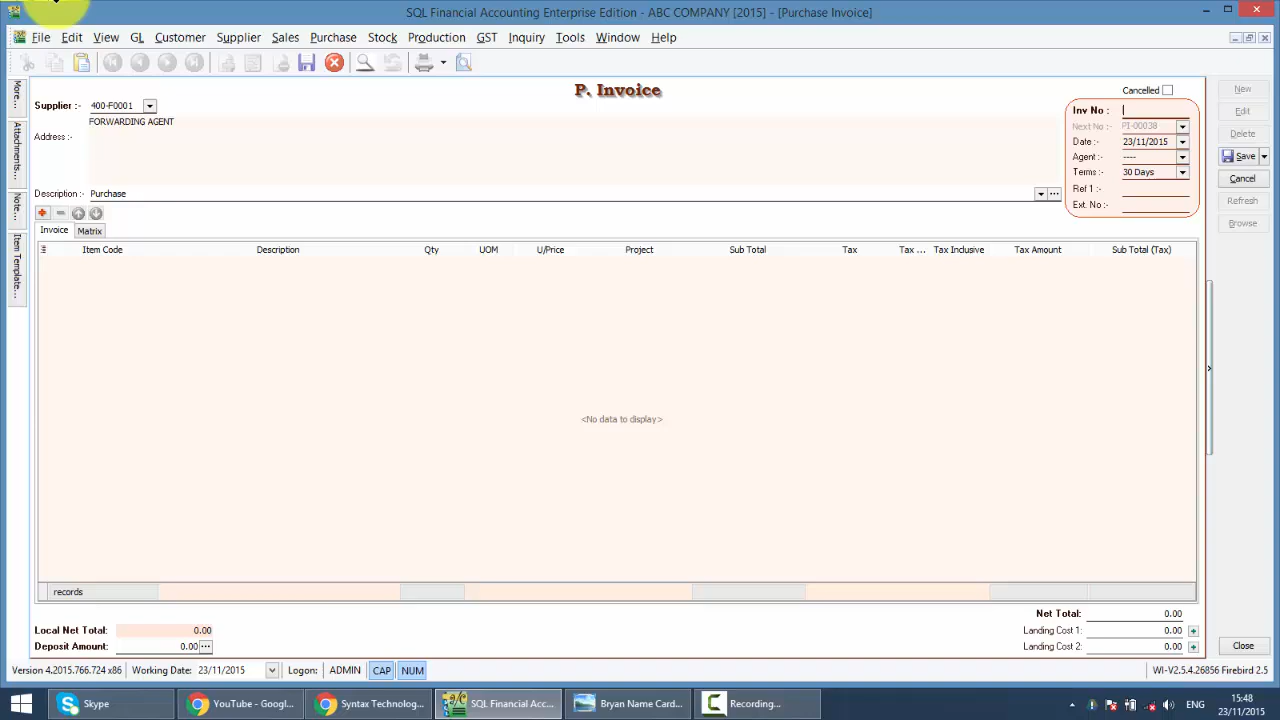 SQL Financial Accounting Enterprise Edition - ABC COMPANY [2015] - [Purchase Invoice]
File Edit View GL Customer Supplier Sales Purchase Stock Production GST Inquiry Tools Window Help
P. Invoice
Cancelled
New
Supplier :- 400-F0001
FORWARDING AGENT
Address :-
Inv No :
Next No :- PI-00038
Date :- 23/11/2015
Agent :- ----
Terms :- 30 Days
Ref 1 :-
Ext. No :-
Edit
Delete
Save
Cancel
Refresh
Browse
More...
Attachments...
Note...
Item Template...
Description :- Purchase
Invoice Matrix
Item Code Description Qty UOM U/Price Project Sub Total Tax Tax ... Tax Inclusive Tax Amount Sub Total (Tax)
<No data to display>
records
Net Total: 0.00
Local Net Total: 0.00
Landing Cost 1: 0.00
Deposit Amount: 0.00
Landing Cost 2: 0.00
Close
Version 4.2015.766.724 x86 Working Date: 23/11/2015 Logon: ADMIN CAP NUM WI-V2.5.4.26856 Firebird 2.5
Skype YouTube - Googl... Syntax Technolog... SQL Financial Acc... Bryan Name Card... Recording... ENG 15:48
23/11/2015